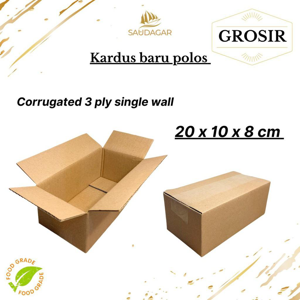 SAUDAGAR
GROSIR
Kardus baru polos
Corrugated 3 ply single wall
20 x 10 x 8 cm
FOOD GRADE
FOOD GRADE